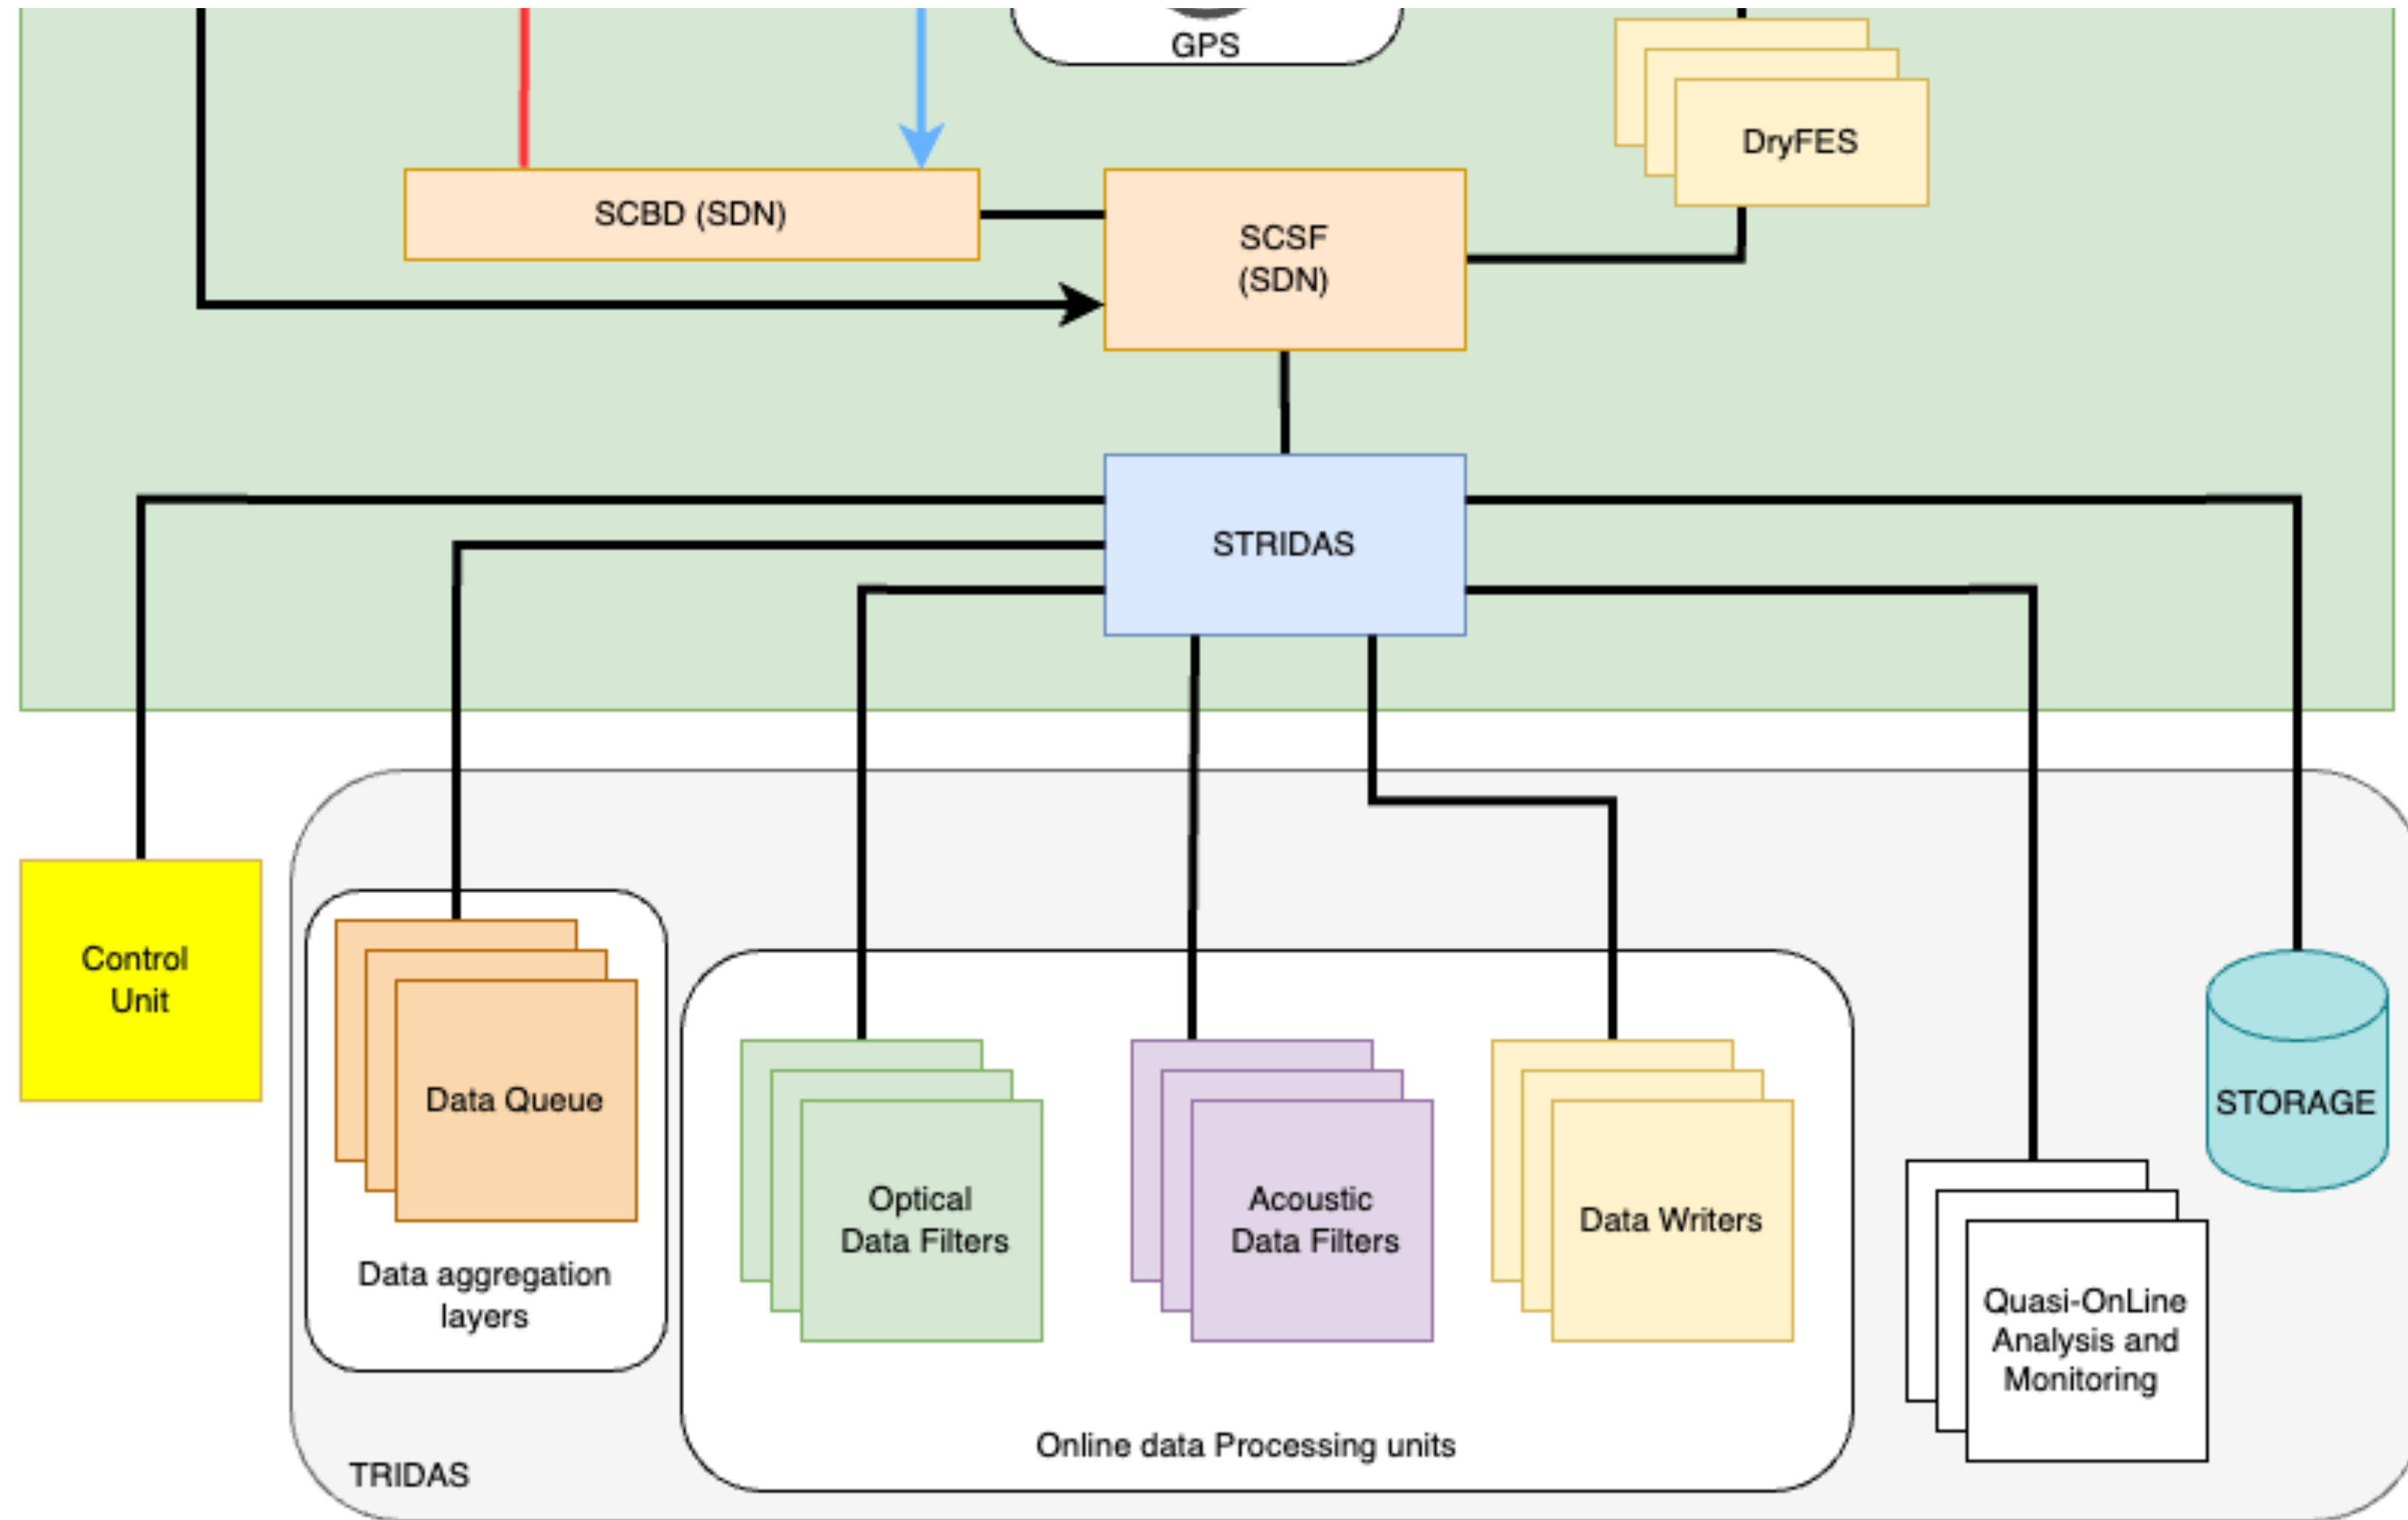 GPS
DryFES
SCBD (SDN)
SCSF
(SDN)
STRIDAS
Control
Unit
Data Queue
Data aggregation
layers
Optical
Data Filters
Acoustic
Data Filters
Data Writers
Online data Processing units
STORAGE
Quasi-OnLine
Analysis and
Monitoring
TRIDAS